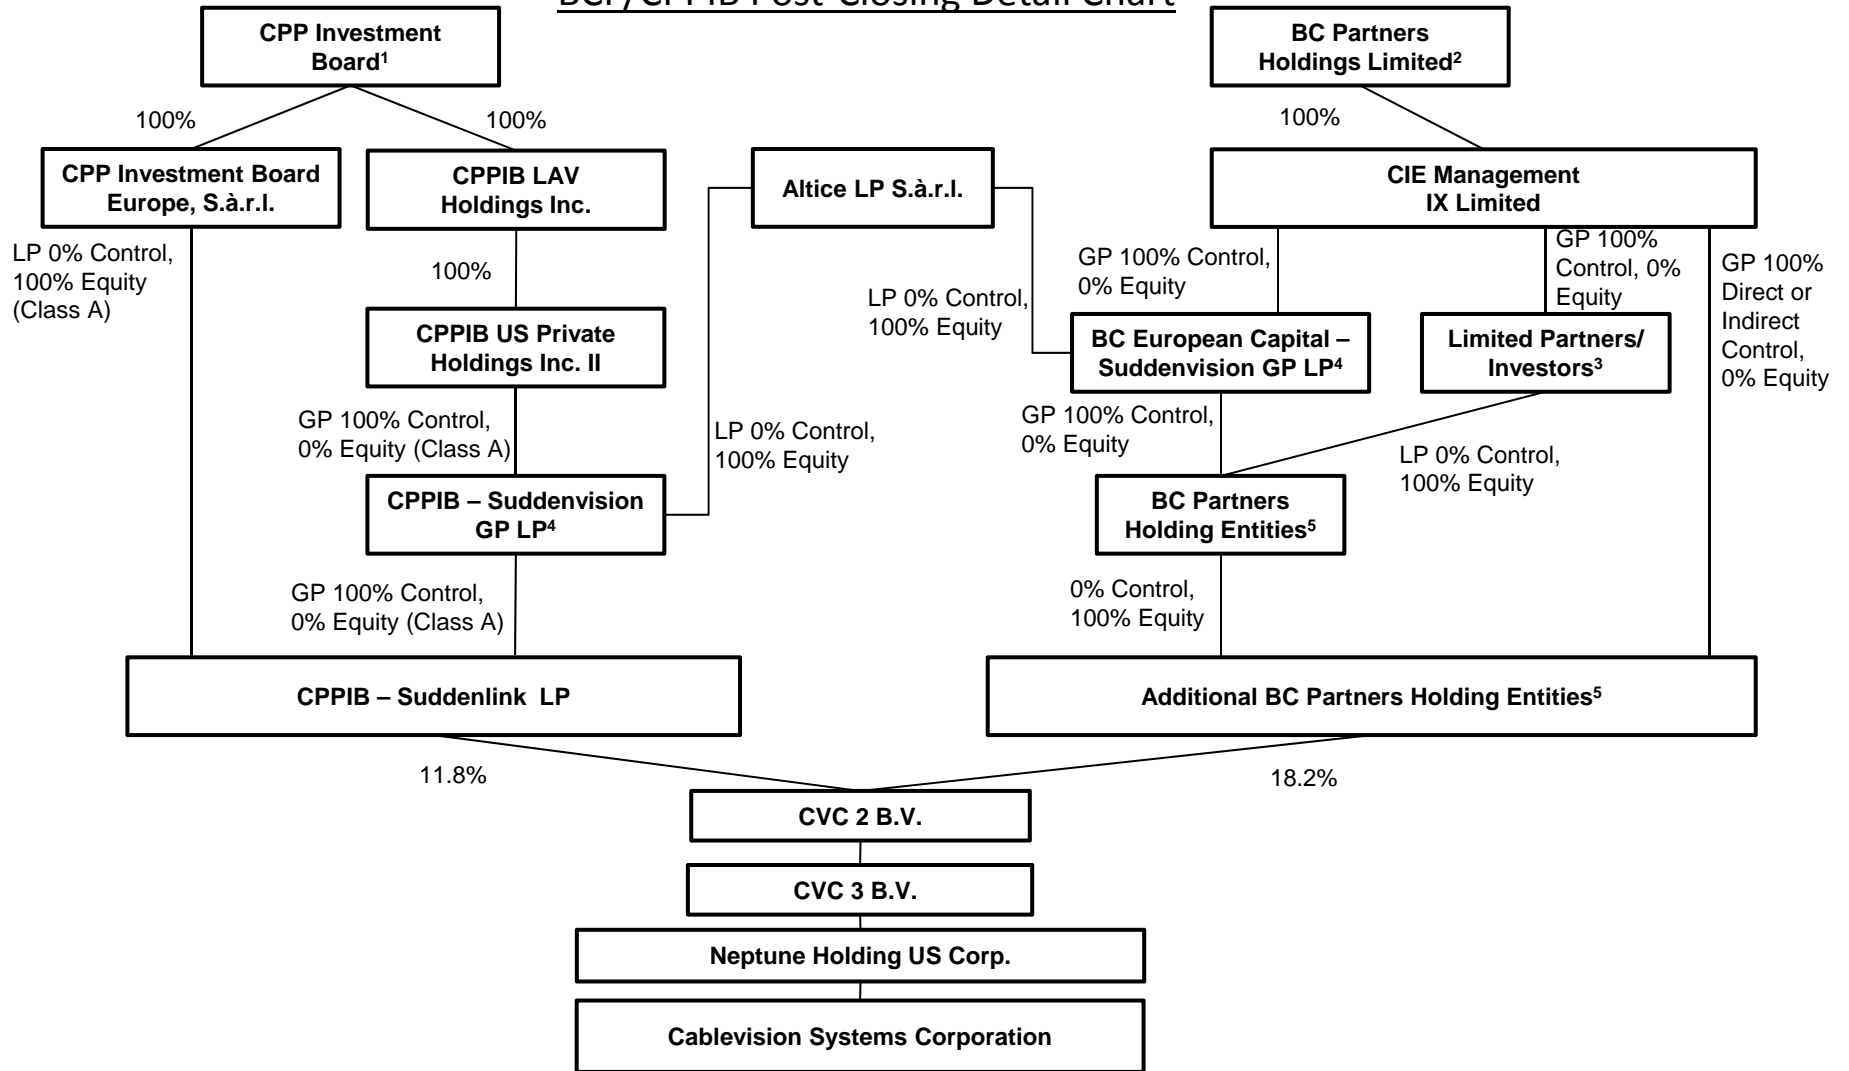 BCP/CPPIB Post-Closing Detail Chart
CPP Investment
Board¹
BC Partners
Holdings Limited²
100%
100%
100%
CPP Investment Board
Europe, S.à.r.l.
CPPIB LAV
Holdings Inc.
Altice LP S.à.r.l.
CIE Management
IX Limited
LP 0% Control,
100% Equity
(Class A)
100%
LP 0% Control,
100% Equity
GP 100% Control,
0% Equity
GP 100%
Control, 0%
Equity
GP 100%
Direct or
Indirect
Control,
0% Equity
CPPIB US Private
Holdings Inc. II
BC European Capital –
Suddenvision GP LP⁴
Limited Partners/
Investors³
GP 100% Control,
0% Equity (Class A)
LP 0% Control,
100% Equity
GP 100% Control,
0% Equity
LP 0% Control,
100% Equity
CPPIB – Suddenvision
GP LP⁴
BC Partners
Holding Entities⁵
GP 100% Control,
0% Equity (Class A)
0% Control,
100% Equity
CPPIB – Suddenlink LP
Additional BC Partners Holding Entities⁵
11.8%
18.2%
CVC 2 B.V.
CVC 3 B.V.
Neptune Holding US Corp.
Cablevision Systems Corporation